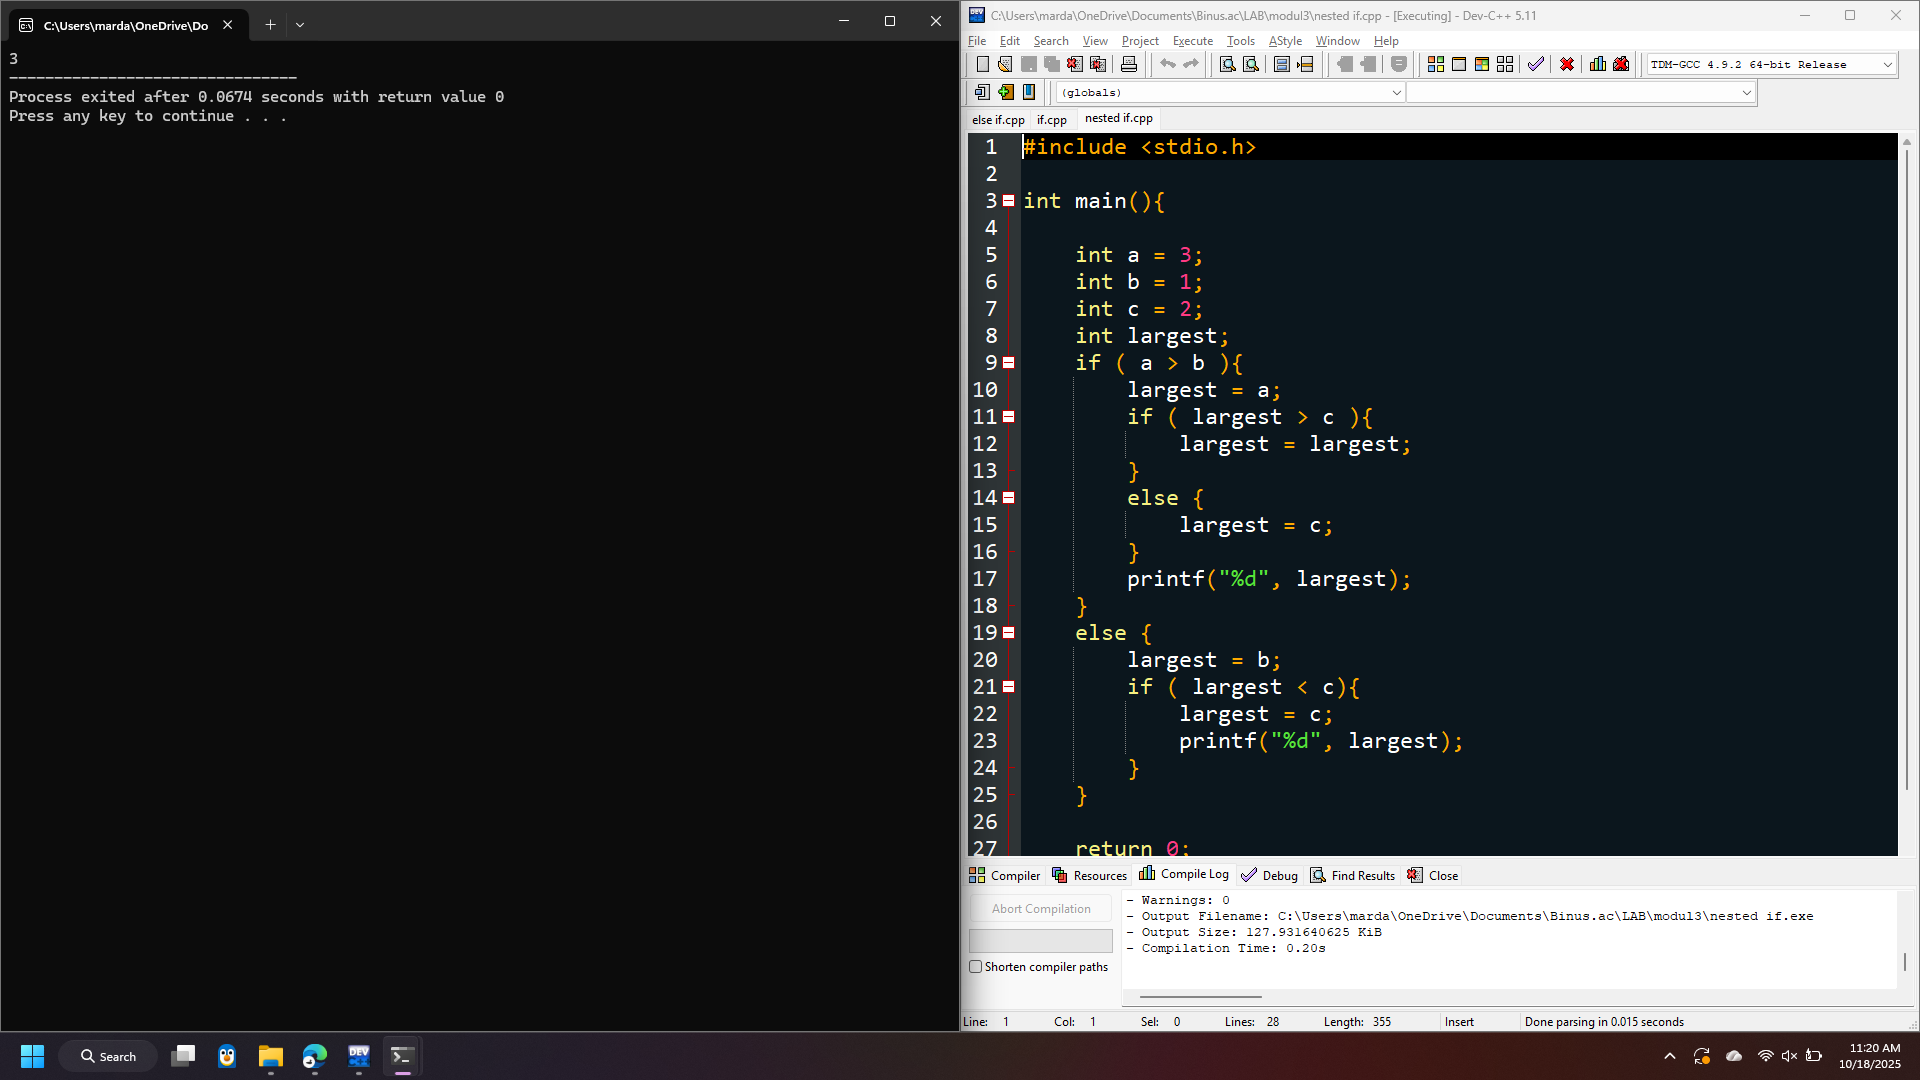 C:\Users\marda\OneDrive\Do
3
--------------------------------
Process exited after 0.0674 seconds with return value 0
Press any key to continue . . .
C:\Users\marda\OneDrive\Documents\Binus.ac\LAB\modul3\nested if.cpp - [Executing] - Dev-C++ 5.11
File Edit Search View Project Execute Tools AStyle Window Help
TDM-GCC 4.9.2 64-bit Release
(globals)
else if.cpp if.cpp nested if.cpp
1 #include <stdio.h>
2
3 int main(){
4
5 int a = 3;
6 int b = 1;
7 int c = 2;
8 int largest;
9 if ( a > b ){
10 largest = a;
11 if ( largest > c ){
12 largest = largest;
13 }
14 else {
15 largest = c;
16 }
17 printf("%d", largest);
18 }
19 else {
20 largest = b;
21 if ( largest < c){
22 largest = c;
23 printf("%d", largest);
24 }
25 }
26
27 return 0;
Compiler Resources Compile Log Debug Find Results Close
Abort Compilation
Shorten compiler paths
- Warnings: 0
- Output Filename: C:\Users\marda\OneDrive\Documents\Binus.ac\LAB\modul3\nested if.exe
- Output Size: 127.931640625 KiB
- Compilation Time: 0.20s
Line: 1 Col: 1 Sel: 0 Lines: 28 Length: 355 Insert Done parsing in 0.015 seconds
Search
DEV
11:20 AM
10/18/2025